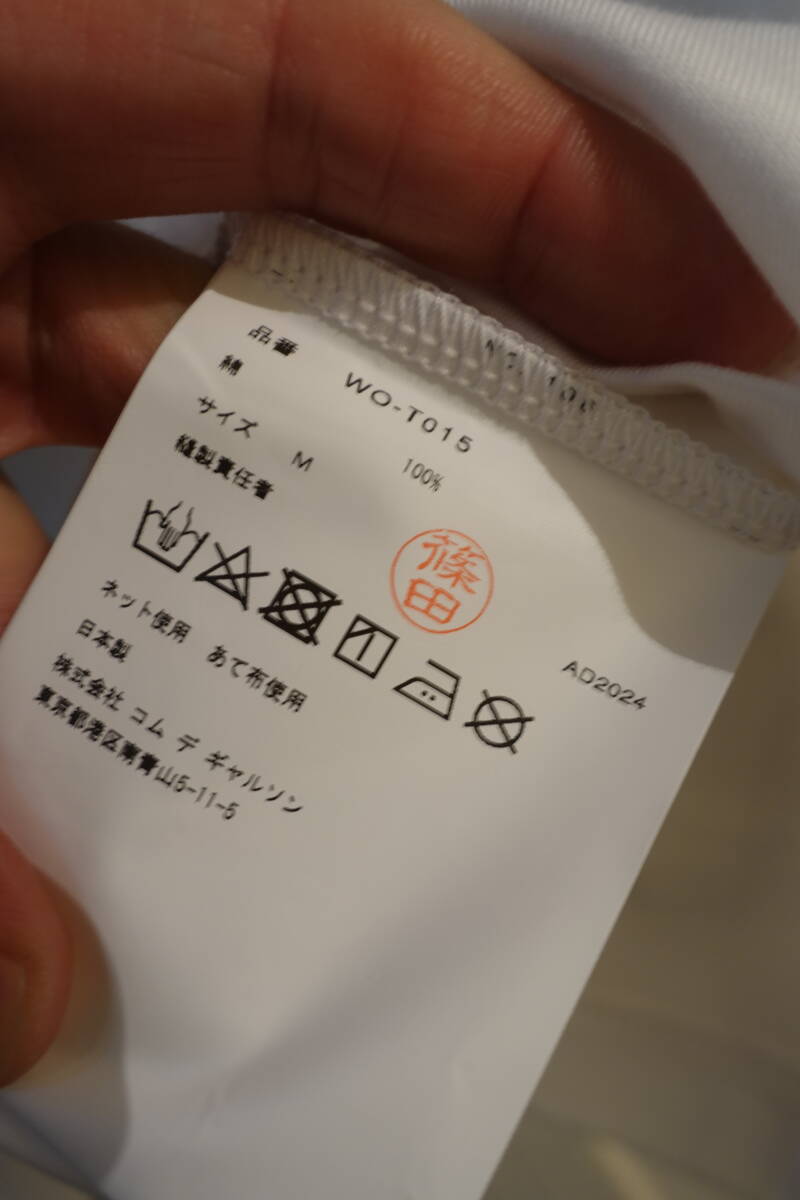 品番 WO-T015
綿 100%
サイズ M
縫製責任者 篠田
AD2024
ネット使用 あて布使用
日本製
株式会社 コム デ ギャルソン
東京都港区南青山5-11-5